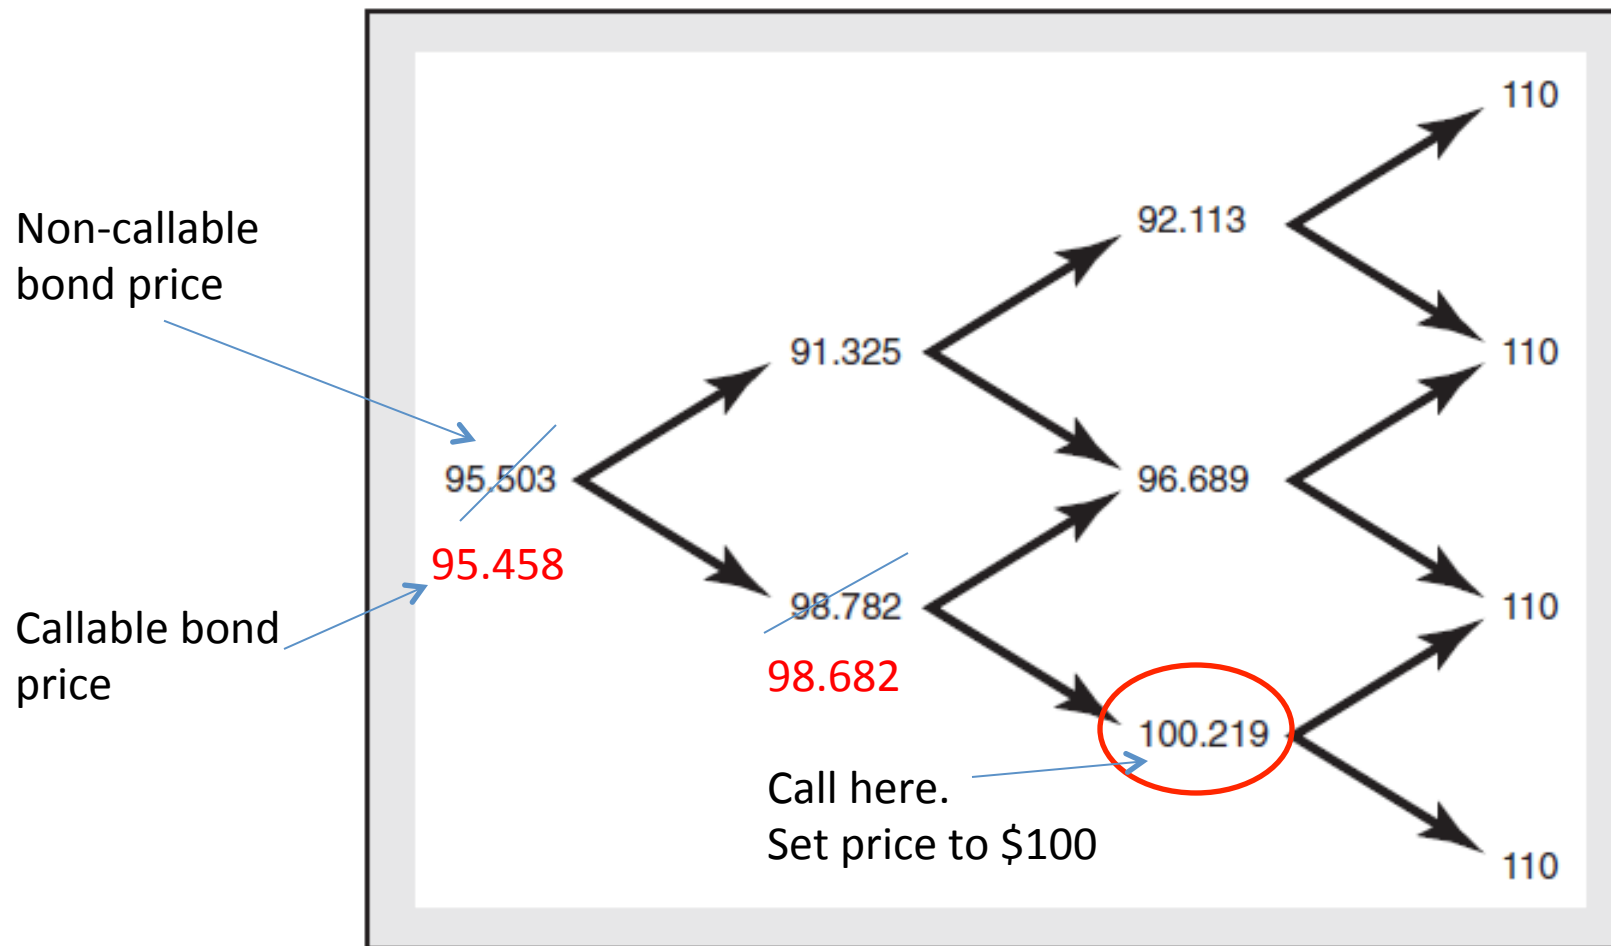 110
Non-callable
bond price
92.113
91.325
110
95.503
96.689
95.458
98.782
110
Callable bond
price
98.682
100.219
Call here.
Set price to $100
110